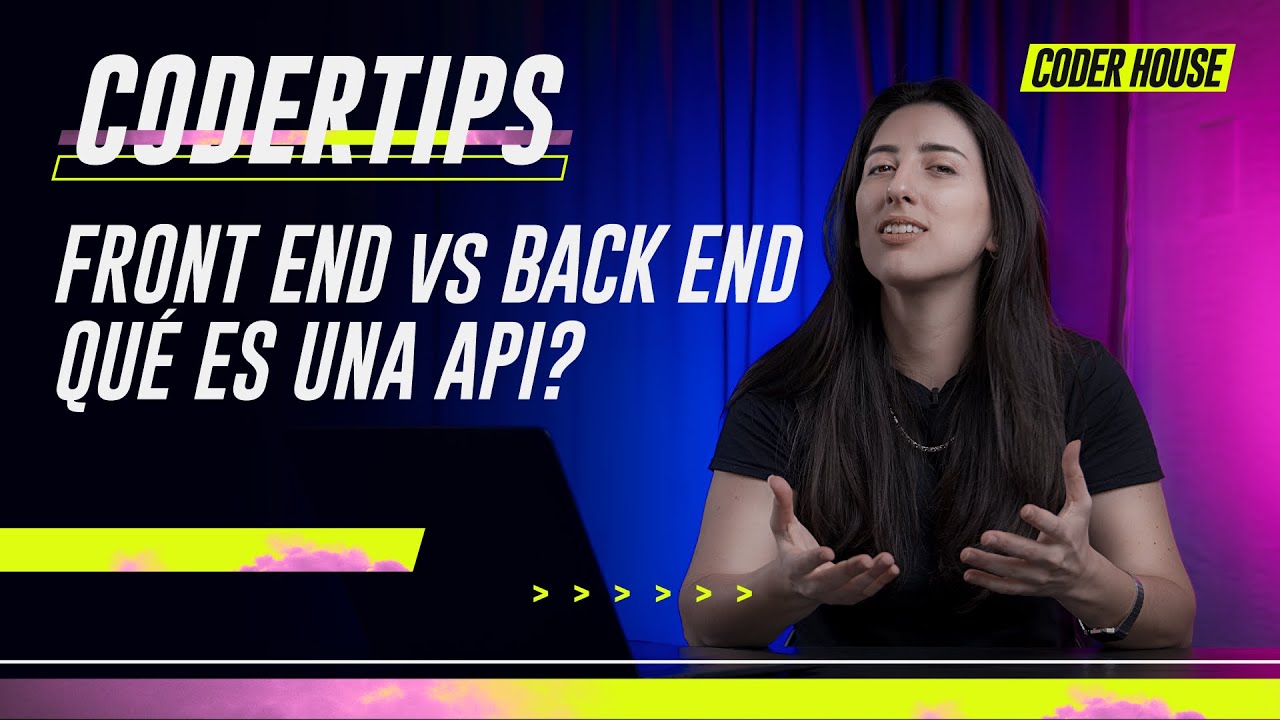 CODERTIPS
CODER HOUSE
FRONT END vs BACK END
QUÉ ES UNA API?
> > > > > >